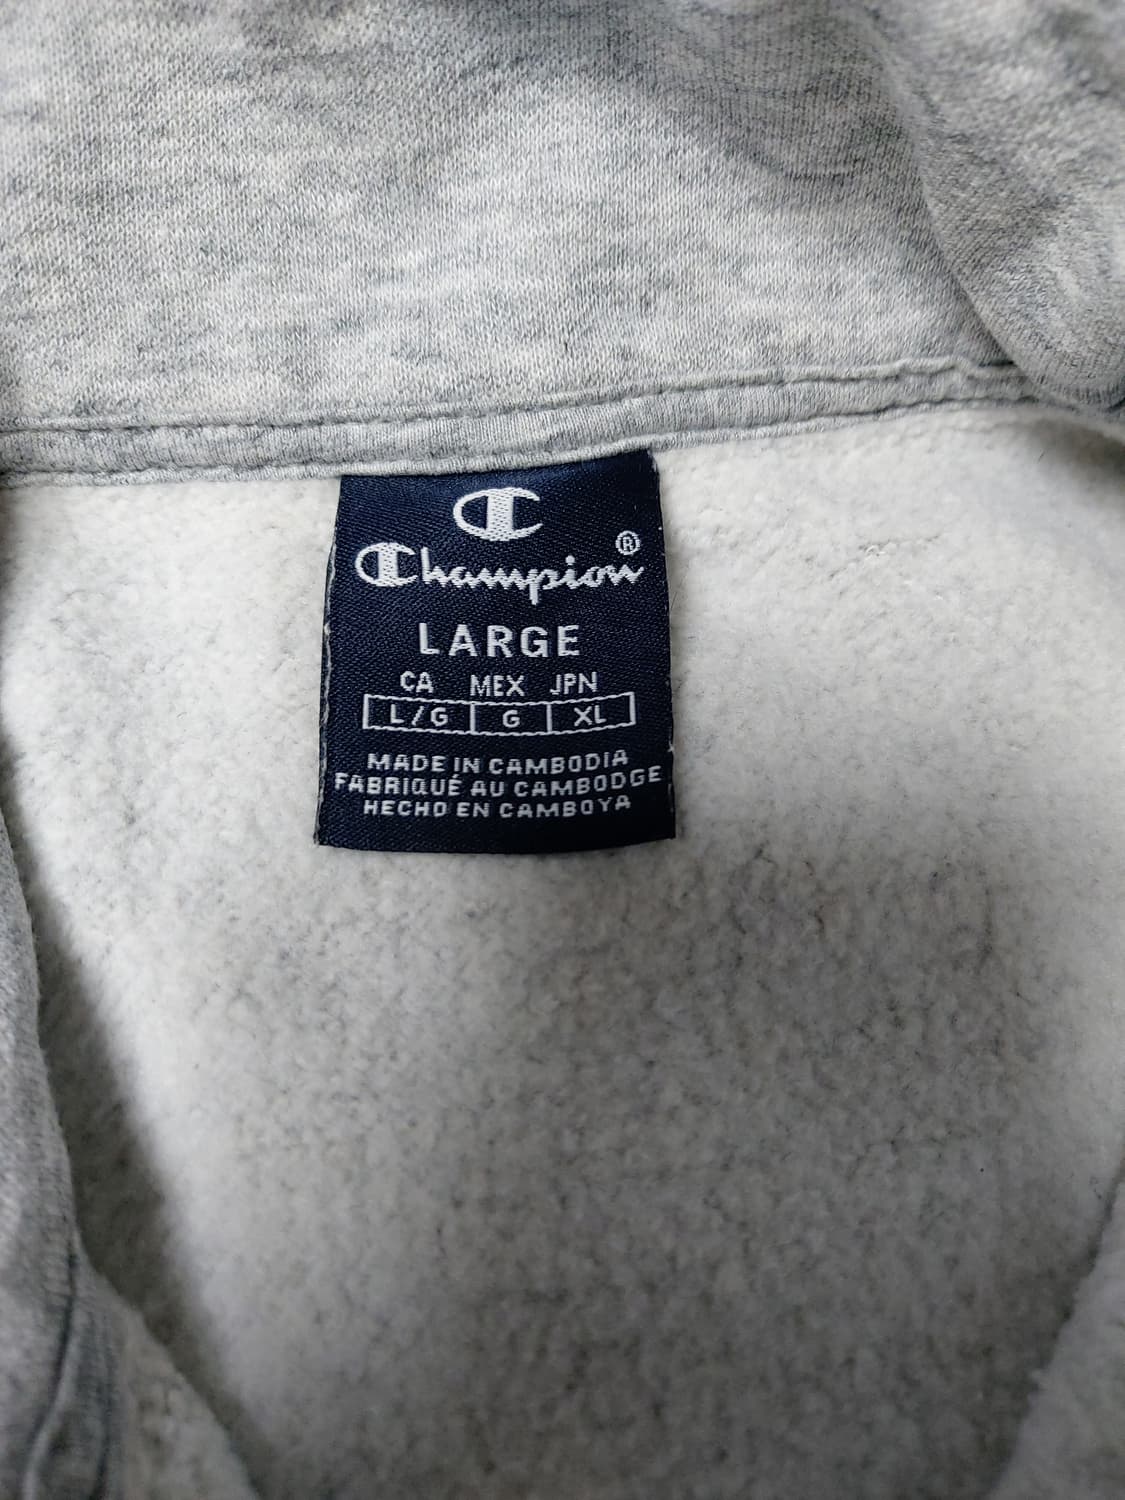 C
Champion®
LARGE
CA MEX JPN
L/G G XL
MADE IN CAMBODIA
FABRIQUÉ AU CAMBODGE
HECHO EN CAMBOYA